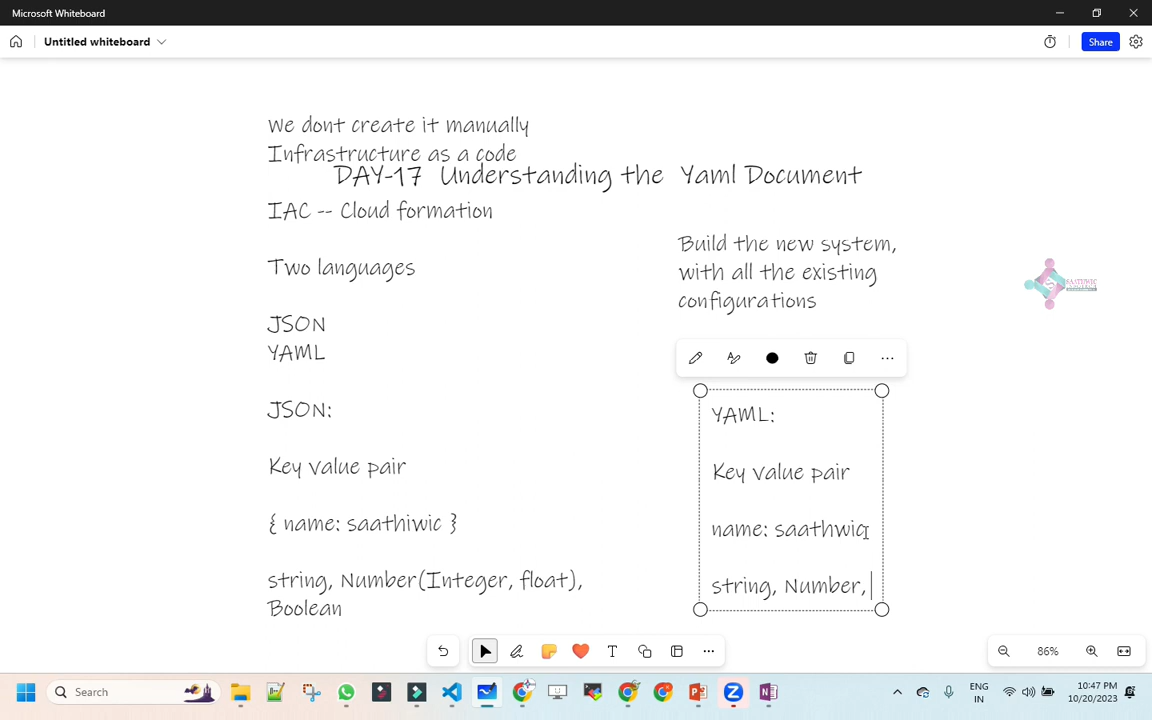 Microsoft Whiteboard
Untitled whiteboard
Share
We dont create it manually
Infrastructure as a code
DAY-17 Understanding the Yaml Document
IAC -- Cloud formation
Two languages
JSON
YAML
JSON:
Key value pair
{ name: saathiwic }
string, Number(Integer, float),
Boolean
Build the new system,
with all the existing
configurations
YAML:
Key value pair
name: saathwic
string, Number,
86%
Search
ENG
IN
10:47 PM
10/20/2023